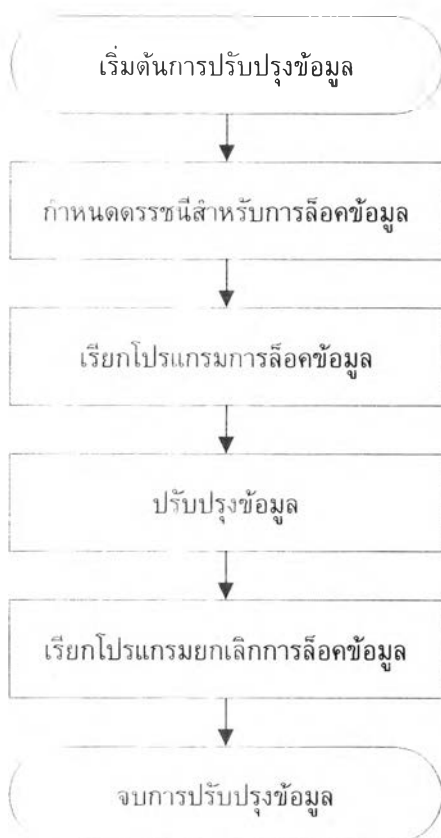 เริ่มต้นการปรับปรุงข้อมูล
กำหนดดรรชนีสำหรับการล็อคข้อมูล
เรียกโปรแกรมการล็อคข้อมูล
ปรับปรุงข้อมูล
เรียกโปรแกรมยกเลิกการล็อคข้อมูล
จบการปรับปรุงข้อมูล